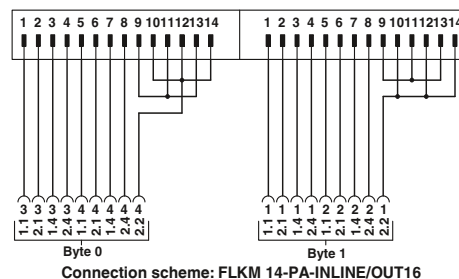 1 2 3 4 5 6 7 8 9 10 11 12 13 14 1 2 3 4 5 6 7 8 9 10 11 12 13 14
3 3 3 3 4 4 4 4 4 1 1 1 1 2 2 2 2 1
1.1 2.1 1.4 2.4 1.1 2.1 1.4 2.4 2.2 1.1 2.1 1.4 2.4 1.1 2.1 1.4 2.4 2.2
Byte 0 Byte 1
Connection scheme: FLKM 14-PA-INLINE/OUT16